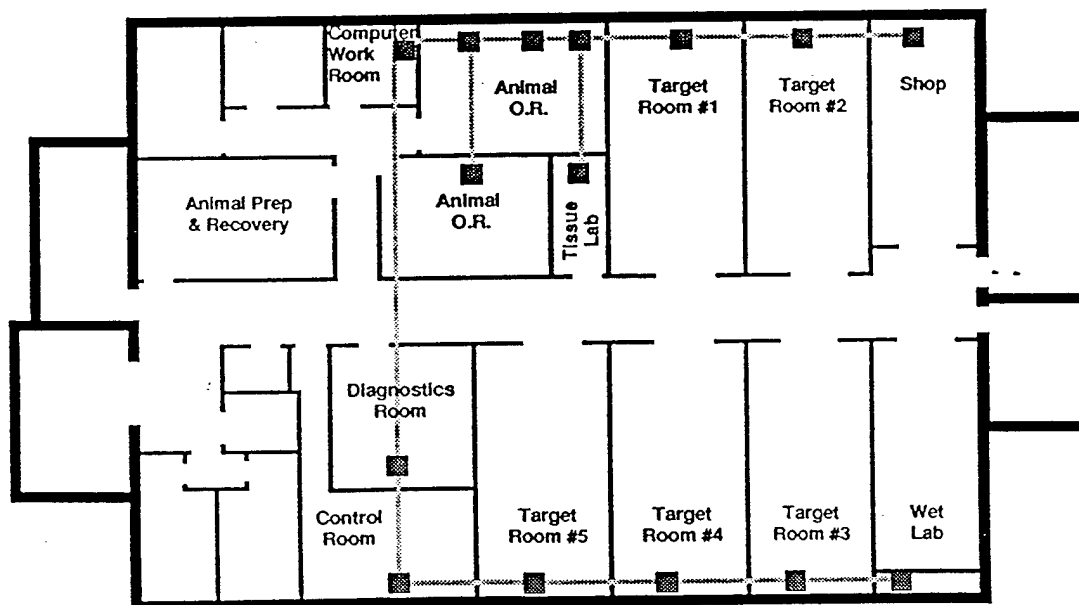 Computer
Work
Room
Animal
O.R.
Target
Room #1
Target
Room #2
Shop
Animal Prep
& Recovery
Animal
O.R.
Tissue
Lab
Diagnostics
Room
Control
Room
Target
Room #5
Target
Room #4
Target
Room #3
Wet
Lab